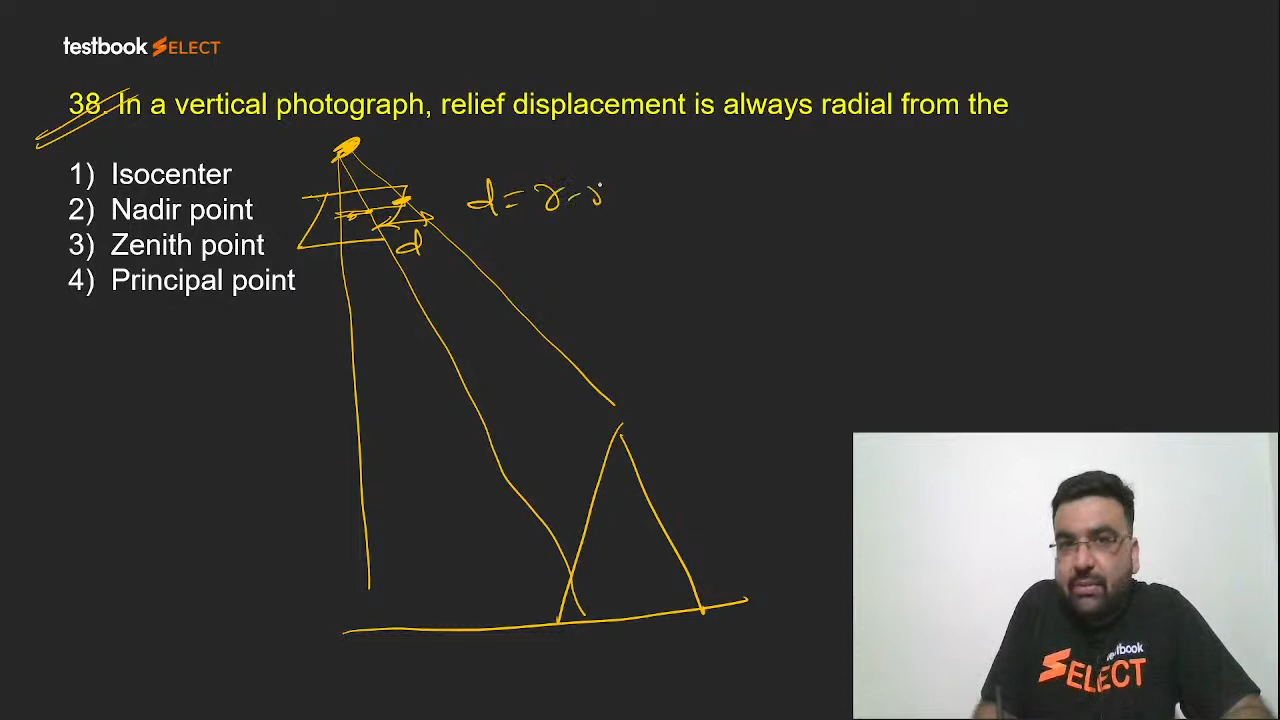 testbook SELECT
38. In a vertical photograph, relief displacement is always radial from the
1) Isocenter
2) Nadir point
3) Zenith point
4) Principal point
d = r - r
d
testbook
SELECT